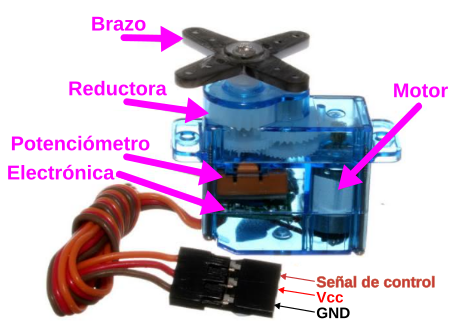 Brazo
Reductora
Motor
Potenciómetro
Electrónica
Señal de control
Vcc
GND